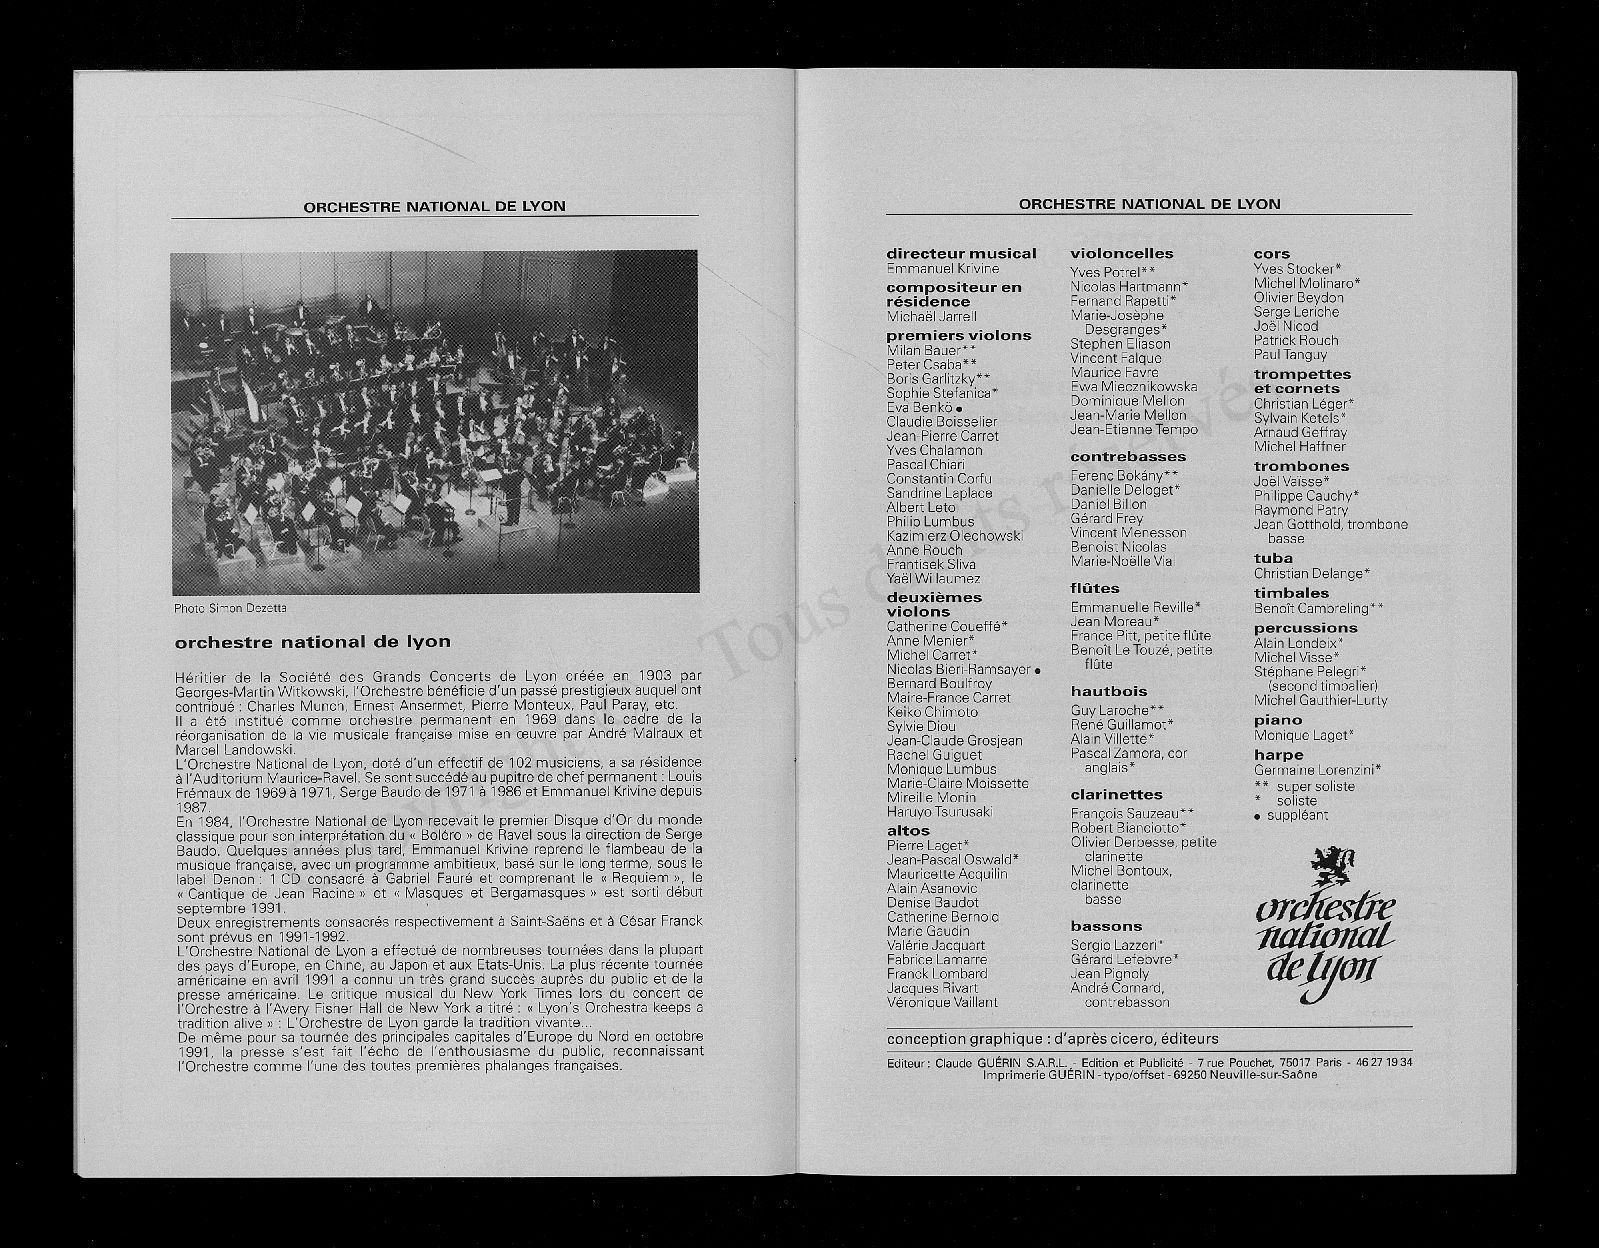 ORCHESTRE NATIONAL DE LYON
Photo Simon Dezetta
orchestre national de lyon
Héritier de la Société des Grands Concerts de Lyon créée en 1903 par
Georges-Martin Witkowski, l'Orchestre bénéficie d'un passé prestigieux auquel ont
contribué : Charles Munch, Ernest Ansermet, Pierre Monteux, Paul Paray, etc.
Il a été institué comme orchestre permanent en 1969 dans le cadre de la
réorganisation de la vie musicale française mise en œuvre par André Malraux et
Marcel Landowski.
L'Orchestre National de Lyon, doté d'un effectif de 102 musiciens, a sa résidence
à l'Auditorium Maurice-Ravel. Se sont succédé au pupitre de chef permanent : Louis
Frémaux de 1969 à 1971, Serge Baudo de 1971 à 1986 et Emmanuel Krivine depuis
1987.
En 1984, l'Orchestre National de Lyon recevait le premier Disque d'Or du monde
classique pour son interprétation du « Boléro » de Ravel sous la direction de Serge
Baudo. Quelques années plus tard, Emmanuel Krivine reprend le flambeau de la
musique française, avec un programme ambitieux, basé sur le long terme, sous le
label Denon : 1 CD consacré à Gabriel Fauré et comprenant le « Requiem », le
« Cantique de Jean Racine » et « Masques et Bergamasques » est sorti début
septembre 1991.
Deux enregistrements consacrés respectivement à Saint-Saëns et à César Franck
sont prévus en 1991-1992.
L'Orchestre National de Lyon a effectué de nombreuses tournées dans la plupart
des pays d'Europe, en Chine, au Japon et aux Etats-Unis. La plus récente tournée
américaine en avril 1991 a connu un très grand succès auprès du public et de la
presse américaine. Le critique musical du New York Times lors du concert de
l'Orchestre à l'Avery Fisher Hall de New York a titré : « Lyon's Orchestra keeps a
tradition alive » : L'Orchestre de Lyon garde la tradition vivante...
De même pour sa tournée des principales capitales d'Europe du Nord en octobre
1991, la presse s'est fait l'écho de l'enthousiasme du public, reconnaissant
l'Orchestre comme l'une des toutes premières phalanges françaises.
ORCHESTRE NATIONAL DE LYON
directeur musical
Emmanuel Krivine
compositeur en
résidence
Michaël Jarrell
premiers violons
Milan Bauer**
Peter Csaba**
Boris Garlitzky**
Sophie Stefanica*
Eva Benkö ●
Claudie Boisselier
Jean-Pierre Carret
Yves Chalamon
Pascal Chiari
Constantin Corfu
Sandrine Laplace
Albert Leto
Philip Lumbus
Kazimierz Olechowski
Anne Rouch
Frantisek Sliva
Yaël Willaumez
deuxièmes
violons
Catherine Coueffé*
Anne Menier*
Michel Carret*
Nicolas Bieri-Ramsayer ●
Bernard Boulfroy
Maire-France Carret
Keiko Chimoto
Sylvie Diou
Jean-Claude Grosjean
Rachel Guiguet
Monique Lumbus
Marie-Claire Moissette
Mireille Monin
Haruyo Tsurusaki
altos
Pierre Laget*
Jean-Pascal Oswald*
Mauricette Acquilin
Alain Asanovic
Denise Baudot
Catherine Bernold
Marie Gaudin
Valérie Jacquart
Fabrice Lamarre
Franck Lombard
Jacques Rivart
Véronique Vaillant
violoncelles
Yves Potrel**
Nicolas Hartmann*
Fernand Rapetti*
Marie-Josèphe
Desgranges*
Stephen Eliason
Vincent Falque
Maurice Favre
Ewa Miecznikowska
Dominique Mellon
Jean-Marie Mellon
Jean-Etienne Tempo
contrebasses
Ferenc Bokány**
Danielle Deloget*
Daniel Billon
Gérard Frey
Vincent Menesson
Benoist Nicolas
Marie-Noëlle Vial
flûtes
Emmanuelle Reville*
Jean Moreau*
France Pitt, petite flûte
Benoît Le Touzé, petite
flûte
hautbois
Guy Laroche**
René Guillamot*
Alain Villette*
Pascal Zamora, cor
anglais*
clarinettes
François Sauzeau**
Robert Bianciotto*
Olivier Derbesse, petite
clarinette
Michel Bontoux,
clarinette
basse
bassons
Sergio Lazzeri*
Gérard Lefebvre*
Jean Pignoly
André Cornard,
contrebasson
cors
Yves Stocker*
Michel Molinaro*
Olivier Beydon
Serge Leriche
Joël Nicod
Patrick Rouch
Paul Tanguy
trompettes
et cornets
Christian Léger*
Sylvain Ketels*
Arnaud Geffray
Michel Haffner
trombones
Joël Vaïsse*
Philippe Cauchy*
Raymond Patry
Jean Gotthold, trombone
basse
tuba
Christian Delange*
timbales
Benoît Cambreling**
percussions
Alain Londeix*
Michel Visse*
Stéphane Pelegri*
(second timbalier)
Michel Gauthier-Lurty
piano
Monique Laget*
harpe
Germaine Lorenzini*
** super soliste
* soliste
● suppléant
orchestre
national
de lyon
conception graphique : d'après cicero, éditeurs
Editeur : Claude GUÉRIN S.A.R.L. - Edition et Publicité - 7 rue Pouchet, 75017 Paris - 46 27 19 34
Imprimerie GUÉRIN - typo/offset - 69250 Neuville-sur-Saône